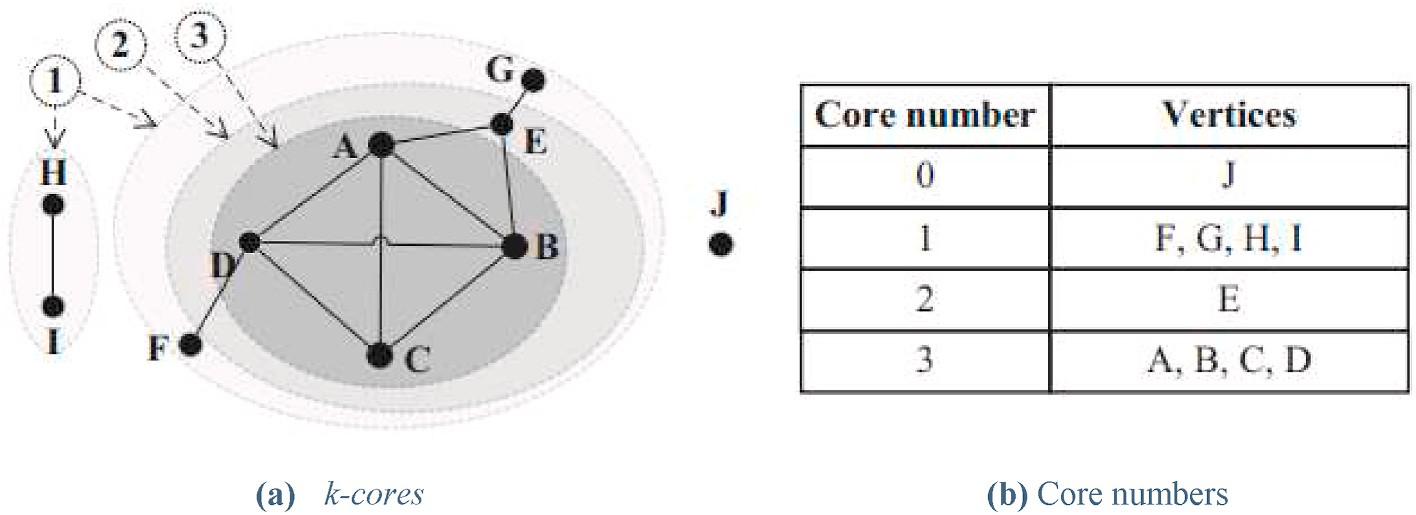 1
2
3
G
A
E
H
D
B
J
F
C
I
Core number Vertices
0 J
1 F, G, H, I
2 E
3 A, B, C, D
(a) k-cores
(b) Core numbers